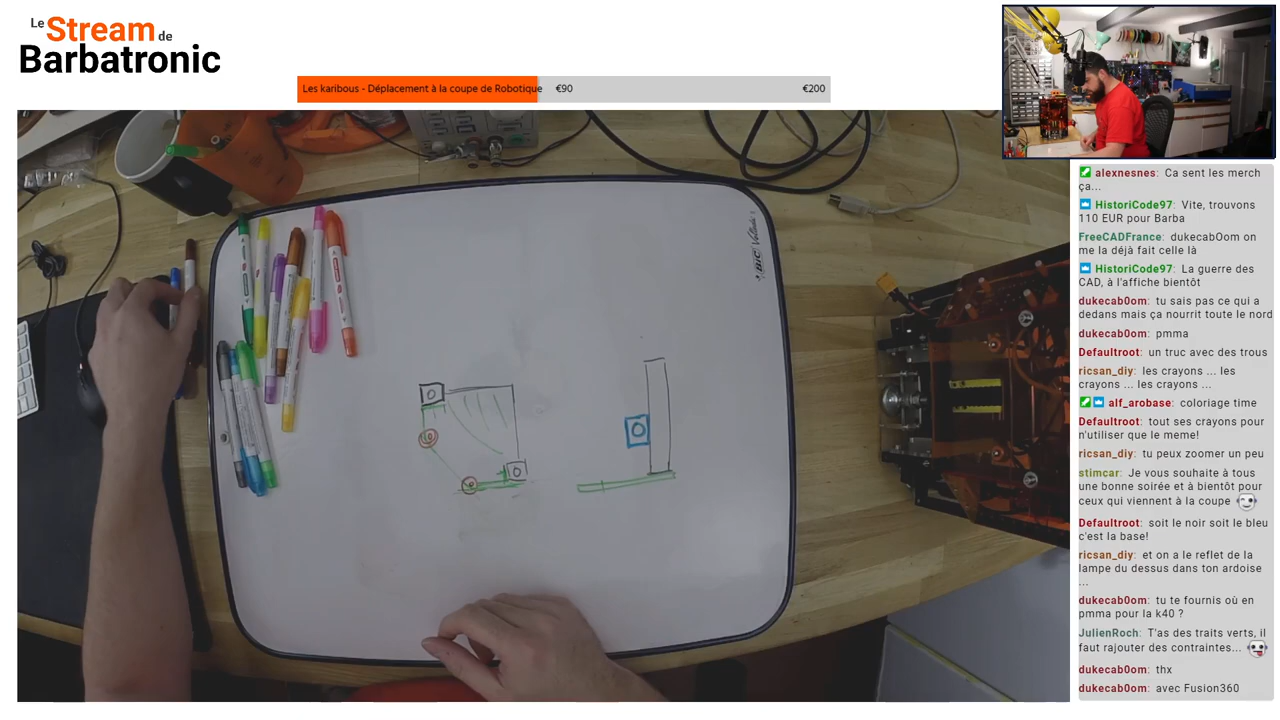 Le Stream de
Barbatronic
Les karibous - Déplacement à la coupe de Robotique €90 €200
BiC Velleda
alexnesnes: Ca sent les merch
ça...
HistoriCode97: Vite, trouvons
110 EUR pour Barba
FreeCADFrance: dukecabOom on
me la déjà fait celle là
HistoriCode97: La guerre des
CAD, à l'affiche bientôt
dukecab0om: tu sais pas ce qui a
dedans mais ça nourrit toute le nord
dukecab0om: pmma
Defaultroot: un truc avec des trous
ricsan_diy: les crayons ... les
crayons ... les crayons ...
alf_arobase: coloriage time
Defaultroot: tout ses crayons pour
n'utiliser que le meme!
ricsan_diy: tu peux zoomer un peu
stimcar: Je vous souhaite à tous
une bonne soirée et à bientôt pour
ceux qui viennent à la coupe
Defaultroot: soit le noir soit le bleu
c'est la base!
ricsan_diy: et on a le reflet de la
lampe du dessus dans ton ardoise
...
dukecab0om: tu te fournis où en
pmma pour la k40 ?
JulienRoch: T'as des traits verts, il
faut rajouter des contraintes...
dukecab0om: thx
dukecab0om: avec Fusion360